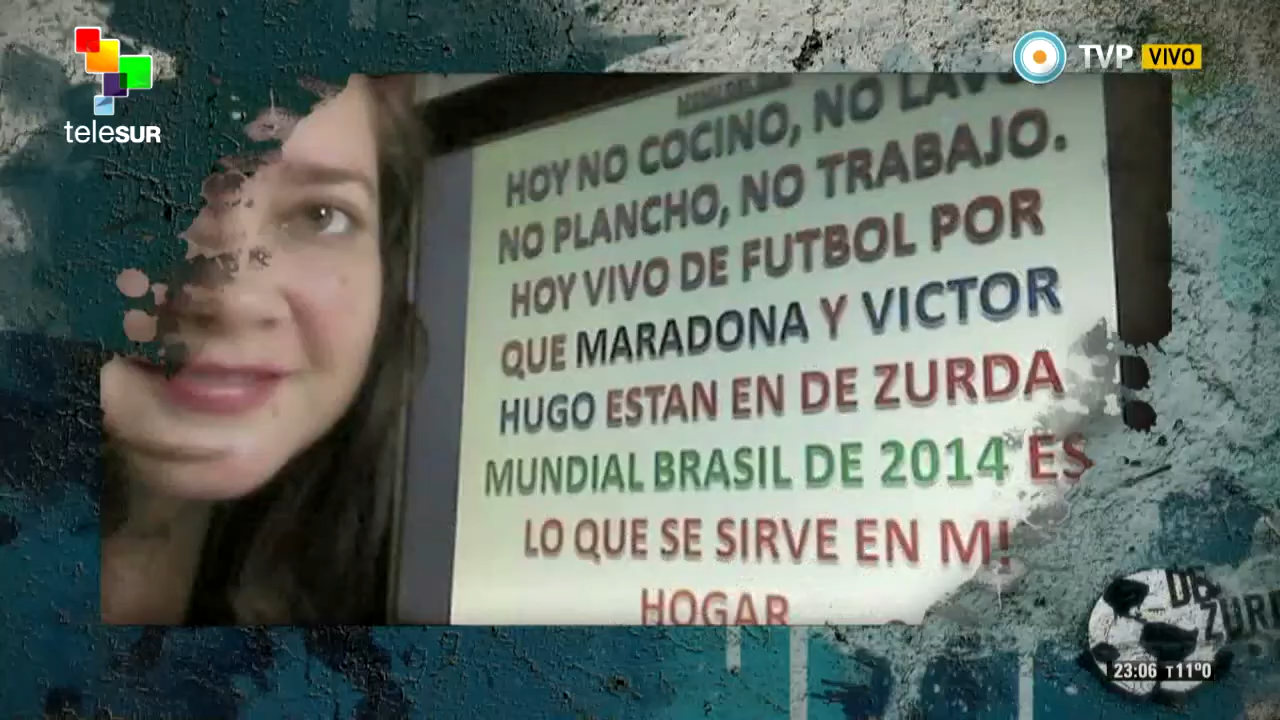 teleSUR
TVP VIVO
HOY NO COCINO, NO LAVO
NO PLANCHO, NO TRABAJO.
HOY VIVO DE FUTBOL POR
QUE MARADONA Y VICTOR
HUGO ESTAN EN DE ZURDA
MUNDIAL BRASIL DE 2014 ES
LO QUE SE SIRVE EN MI
HOGAR
DE
ZUR
23:06 T11º0